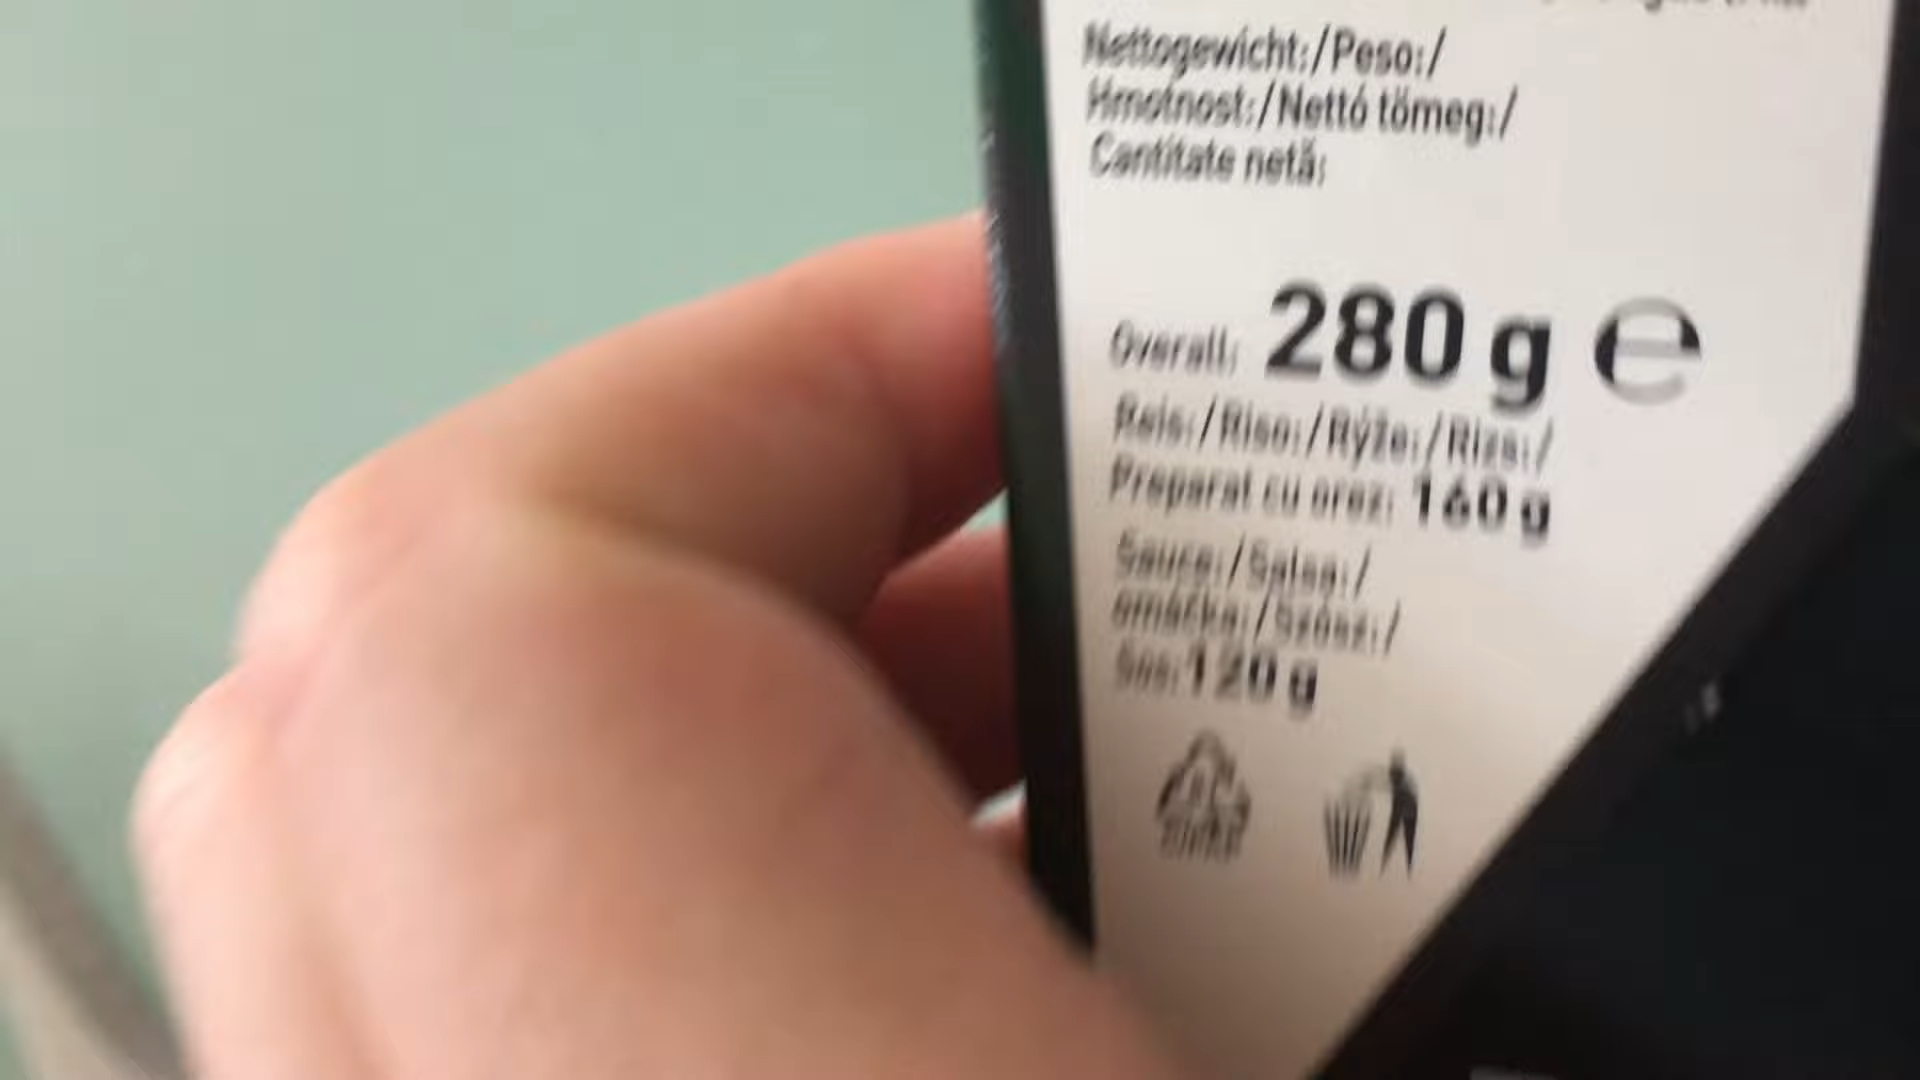 Nettogewicht:/Peso:/
Hmotnost:/Nettó tömeg:/
Cantitate netă:
Overall: 280 g e
Reis:/Riso:/Rýže:/Rizs:/
Preparat cu orez: 160 g
Sauce:/Salsa:/
omáčka:/Szósz:/
Sos: 120 g